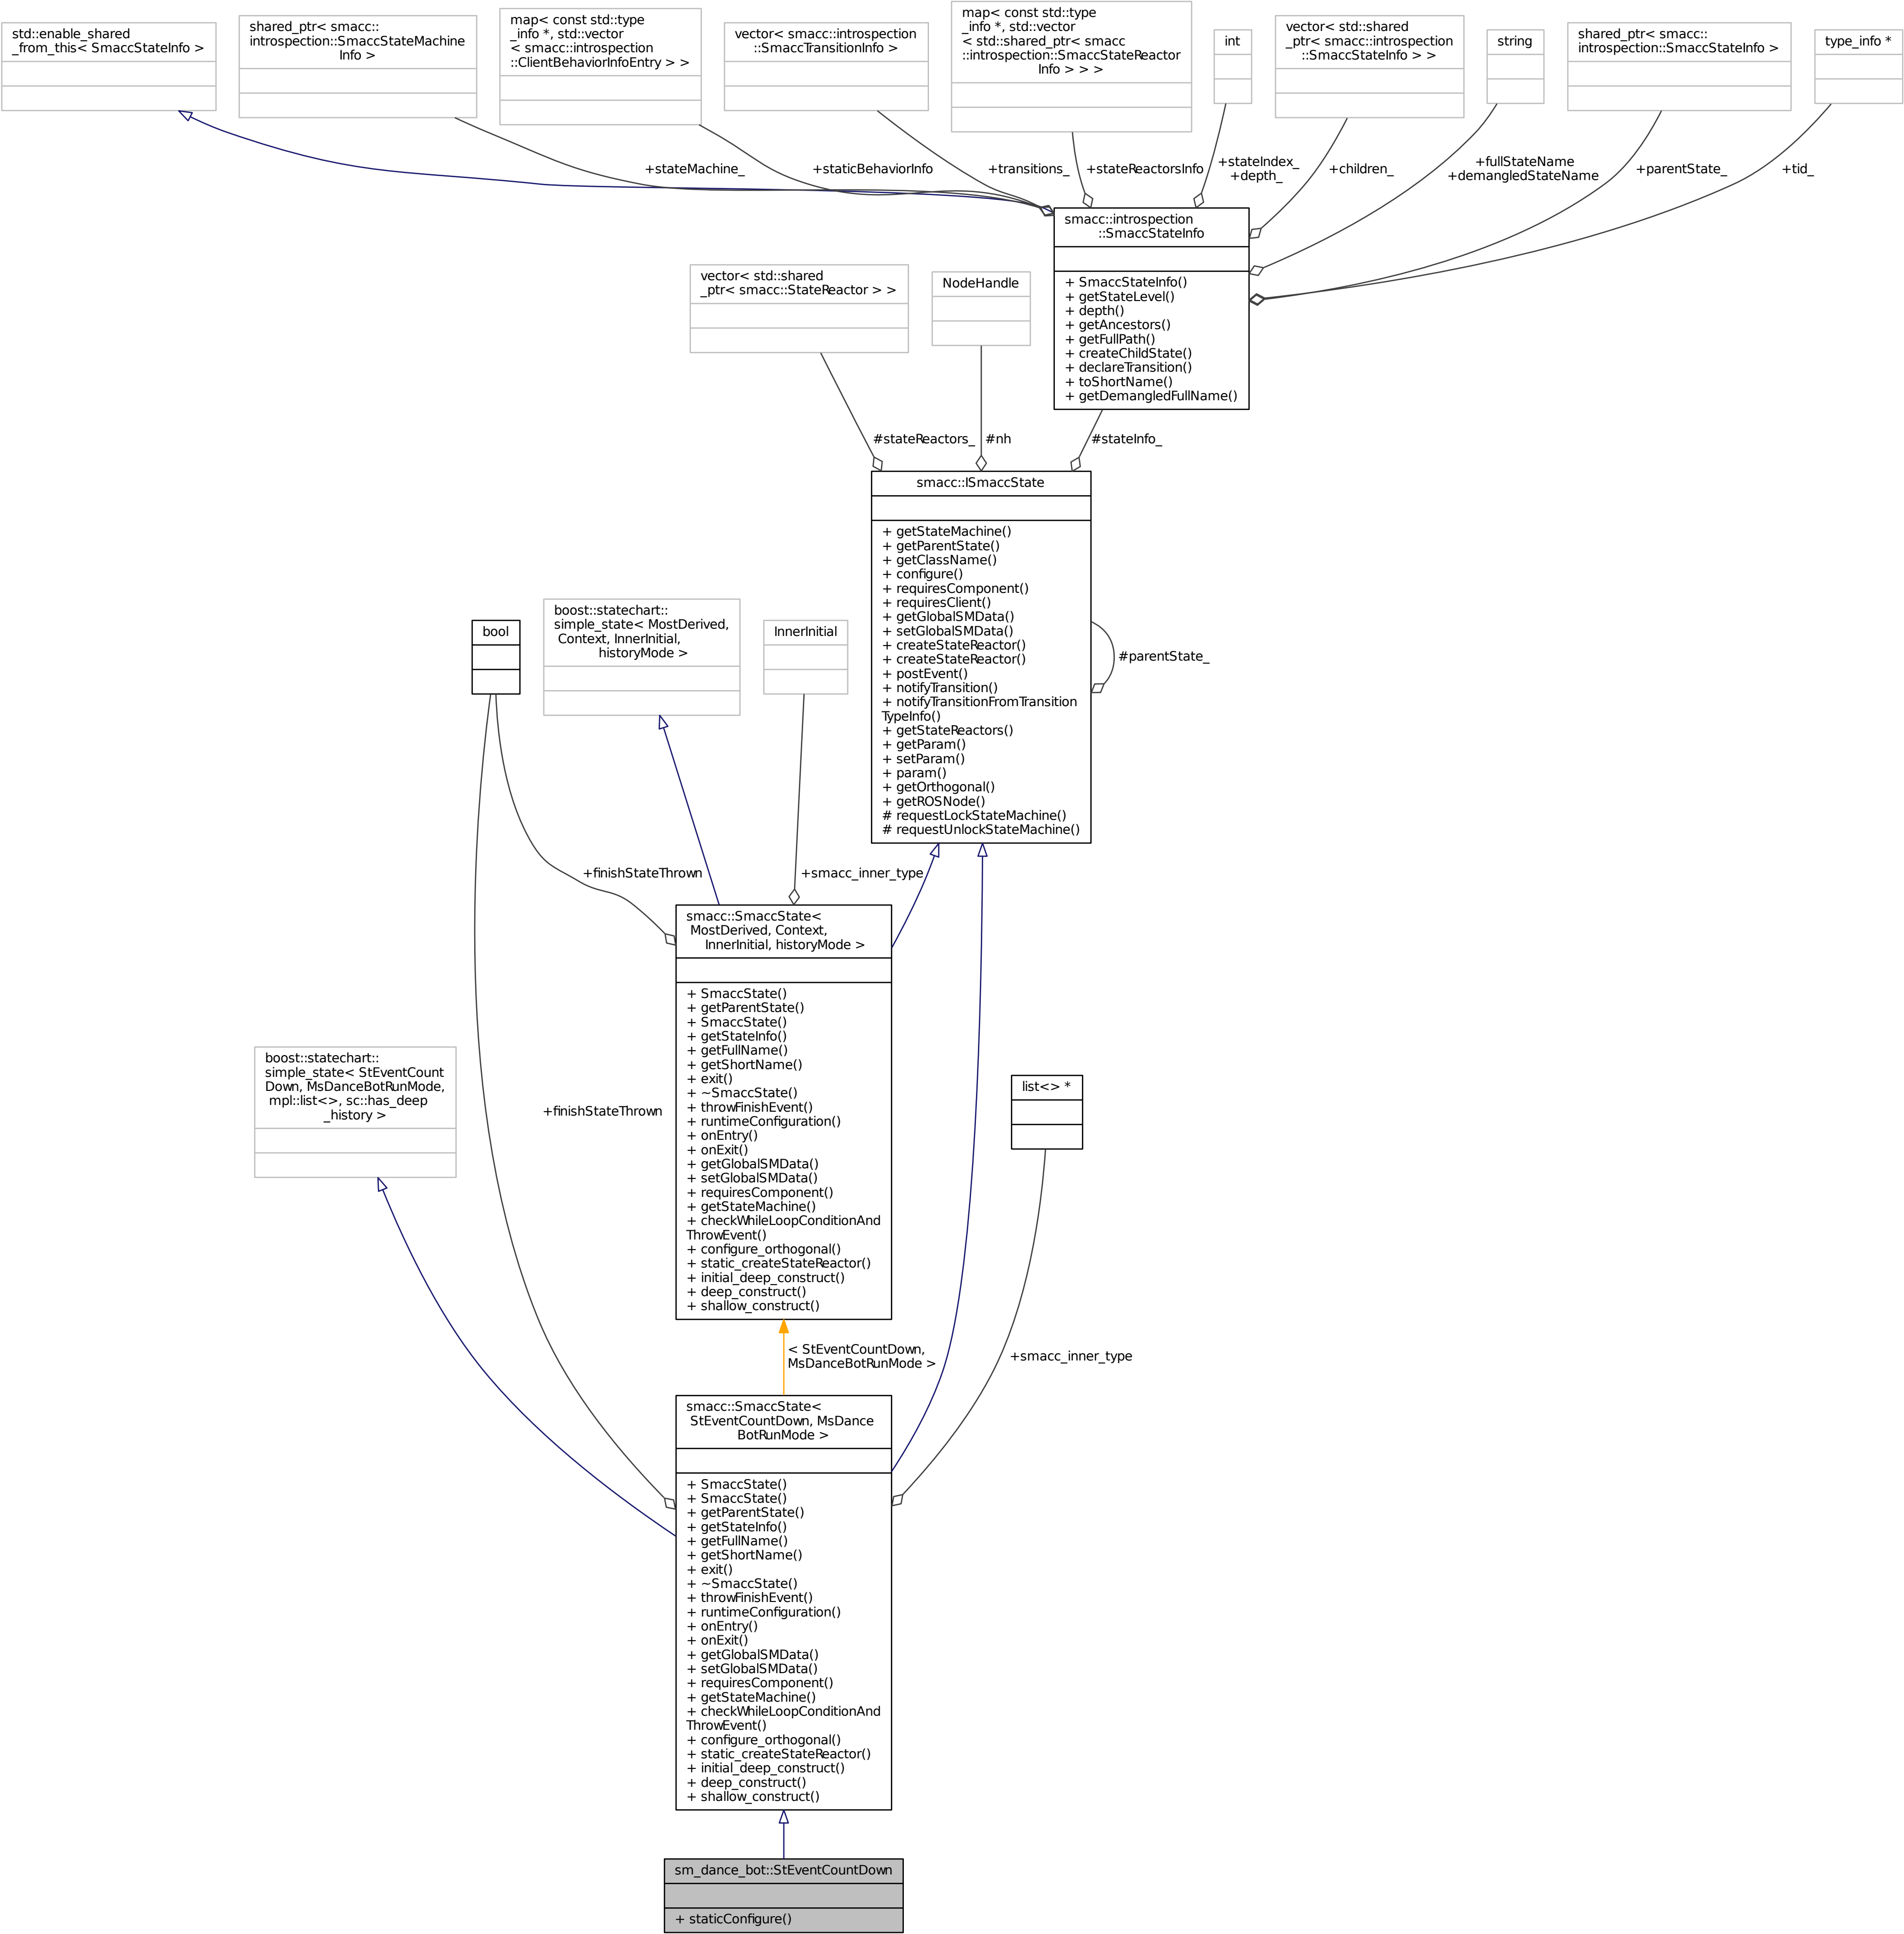 std::enable_shared
_from_this< SmaccStateInfo >
shared_ptr< smacc::
introspection::SmaccStateMachine
Info >
map< const std::type
_info *, std::vector
< smacc::introspection
::ClientBehaviorInfoEntry > >
vector< smacc::introspection
::SmaccTransitionInfo >
map< const std::type
_info *, std::vector
< std::shared_ptr< smacc
::introspection::SmaccStateReactor
Info > > >
int
vector< std::shared
_ptr< smacc::introspection
::SmaccStateInfo > >
string
shared_ptr< smacc::
introspection::SmaccStateInfo >
type_info *
+stateMachine_
+staticBehaviorInfo
+transitions_
+stateReactorsInfo
+stateIndex_
+depth_
+children_
+fullStateName
+demangledStateName
+parentState_
+tid_
smacc::introspection
::SmaccStateInfo
+ SmaccStateInfo()
+ getStateLevel()
+ depth()
+ getAncestors()
+ getFullPath()
+ createChildState()
+ declareTransition()
+ toShortName()
+ getDemangledFullName()
vector< std::shared
_ptr< smacc::StateReactor > >
NodeHandle
#stateReactors_
#nh
#stateInfo_
smacc::ISmaccState
+ getStateMachine()
+ getParentState()
+ getClassName()
+ configure()
+ requiresComponent()
+ requiresClient()
+ getGlobalSMData()
+ setGlobalSMData()
+ createStateReactor()
+ createStateReactor()
+ postEvent()
+ notifyTransition()
+ notifyTransitionFromTransition
TypeInfo()
+ getStateReactors()
+ getParam()
+ setParam()
+ param()
+ getOrthogonal()
+ getROSNode()
# requestLockStateMachine()
# requestUnlockStateMachine()
#parentState_
bool
boost::statechart::
simple_state< MostDerived,
Context, InnerInitial,
historyMode >
InnerInitial
+finishStateThrown
+smacc_inner_type
smacc::SmaccState<
MostDerived, Context,
InnerInitial, historyMode >
+ SmaccState()
+ getParentState()
+ SmaccState()
+ getStateInfo()
+ getFullName()
+ getShortName()
+ exit()
+ ~SmaccState()
+ throwFinishEvent()
+ runtimeConfiguration()
+ onEntry()
+ onExit()
+ getGlobalSMData()
+ setGlobalSMData()
+ requiresComponent()
+ getStateMachine()
+ checkWhileLoopConditionAnd
ThrowEvent()
+ configure_orthogonal()
+ static_createStateReactor()
+ initial_deep_construct()
+ deep_construct()
+ shallow_construct()
boost::statechart::
simple_state< StEventCount
Down, MsDanceBotRunMode,
mpl::list<>, sc::has_deep
_history >
+finishStateThrown
list<> *
< StEventCountDown,
MsDanceBotRunMode >
+smacc_inner_type
smacc::SmaccState<
StEventCountDown, MsDance
BotRunMode >
+ SmaccState()
+ SmaccState()
+ getParentState()
+ getStateInfo()
+ getFullName()
+ getShortName()
+ exit()
+ ~SmaccState()
+ throwFinishEvent()
+ runtimeConfiguration()
+ onEntry()
+ onExit()
+ getGlobalSMData()
+ setGlobalSMData()
+ requiresComponent()
+ getStateMachine()
+ checkWhileLoopConditionAnd
ThrowEvent()
+ configure_orthogonal()
+ static_createStateReactor()
+ initial_deep_construct()
+ deep_construct()
+ shallow_construct()
sm_dance_bot::StEventCountDown
+ staticConfigure()